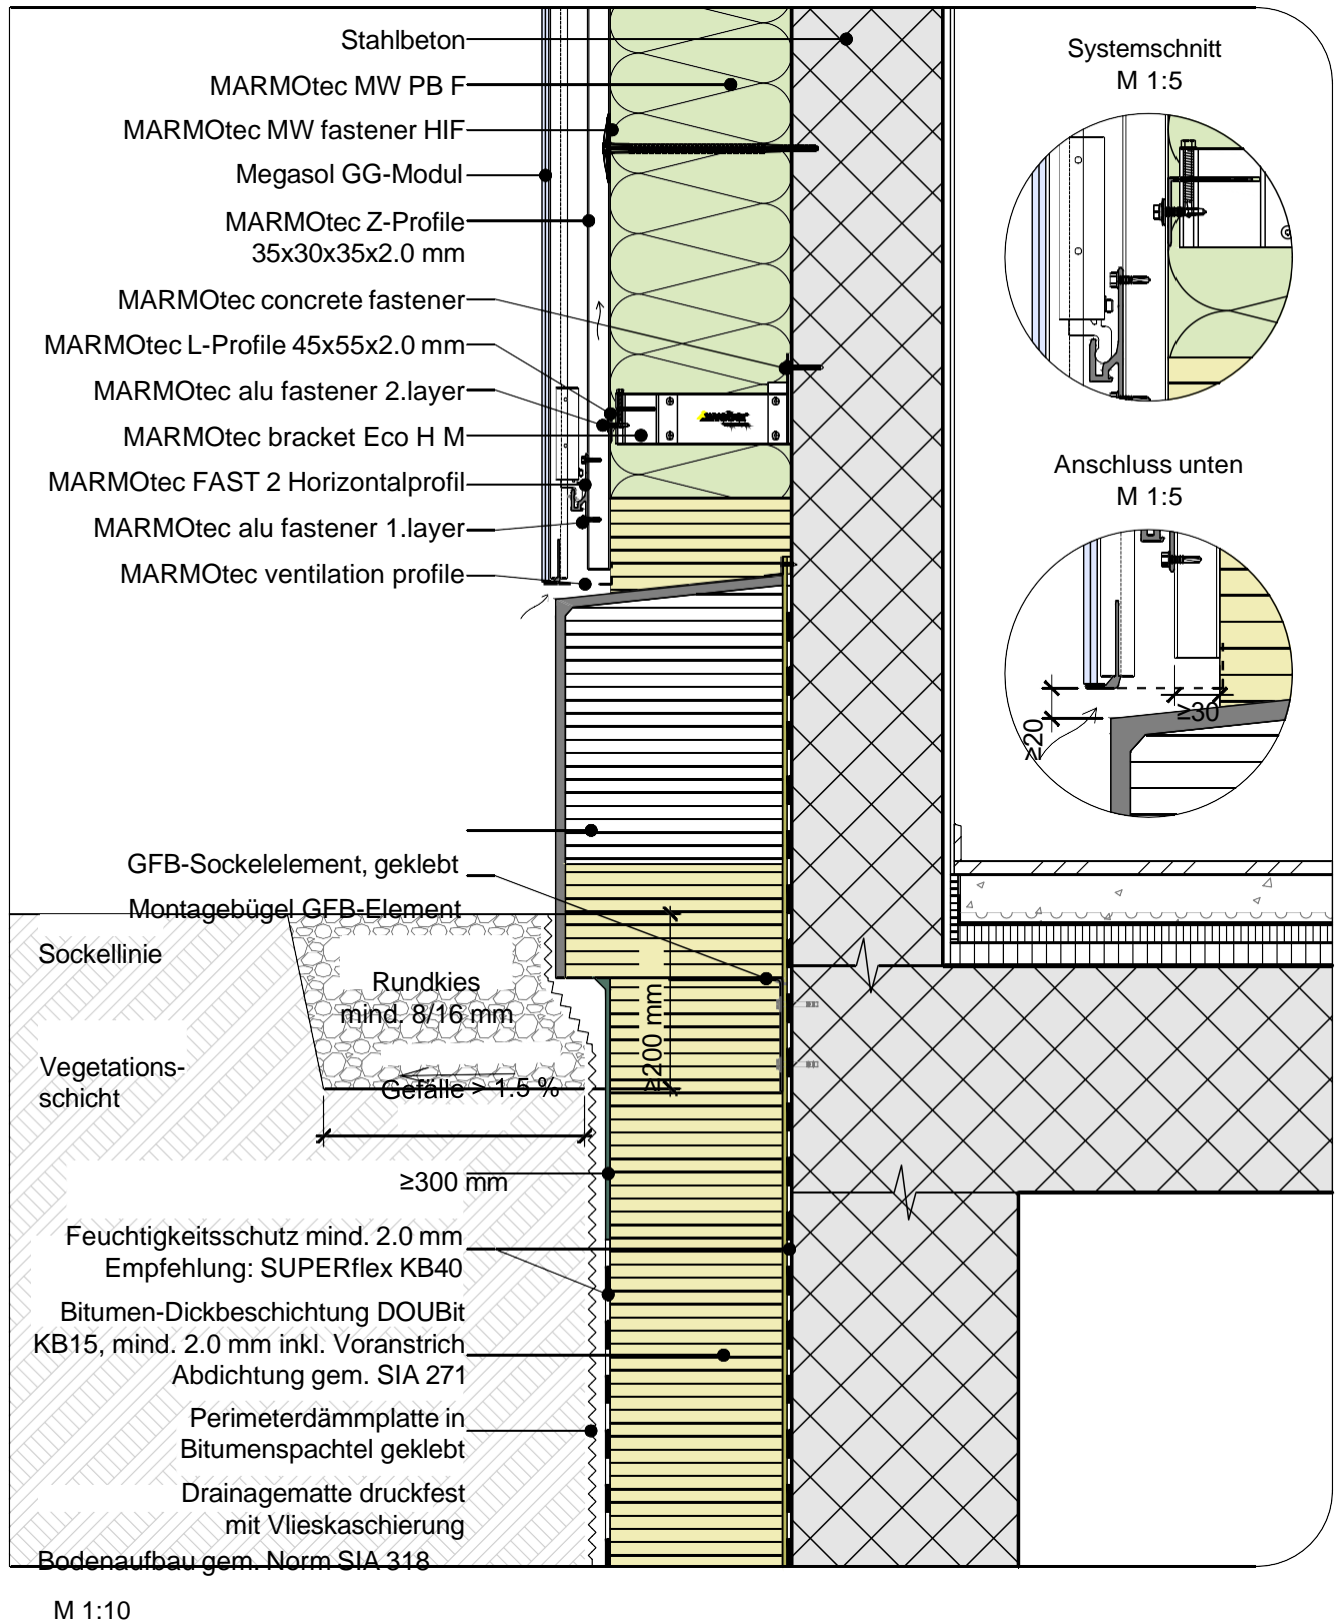 Stahlbeton
MARMOtec MW PB F
MARMOtec MW fastener HIF
Megasol GG-Modul
MARMOtec Z-Profile
35x30x35x2.0 mm
MARMOtec concrete fastener
MARMOtec L-Profile 45x55x2.0 mm
MARMOtec alu fastener 2.layer
MARMOtec bracket Eco H M
MARMOtec FAST 2 Horizontalprofil
MARMOtec alu fastener 1.layer
MARMOtec ventilation profile
Systemschnitt
M 1:5
Anschluss unten
M 1:5
≥30
≥20
GFB-Sockelelement, geklebt
Montagebügel GFB-Element
Sockellinie
Rundkies
mind. 8/16 mm
≥200 mm
Vegetations-
schicht
Gefälle > 1.5 %
≥300 mm
Feuchtigkeitsschutz mind. 2.0 mm
Empfehlung: SUPERflex KB40
Bitumen-Dickbeschichtung DOUBit
KB15, mind. 2.0 mm inkl. Voranstrich
Abdichtung gem. SIA 271
Perimeterdämmplatte in
Bitumenspachtel geklebt
Drainagematte druckfest
mit Vlieskaschierung
Bodenaufbau gem. Norm SIA 318
M 1:10